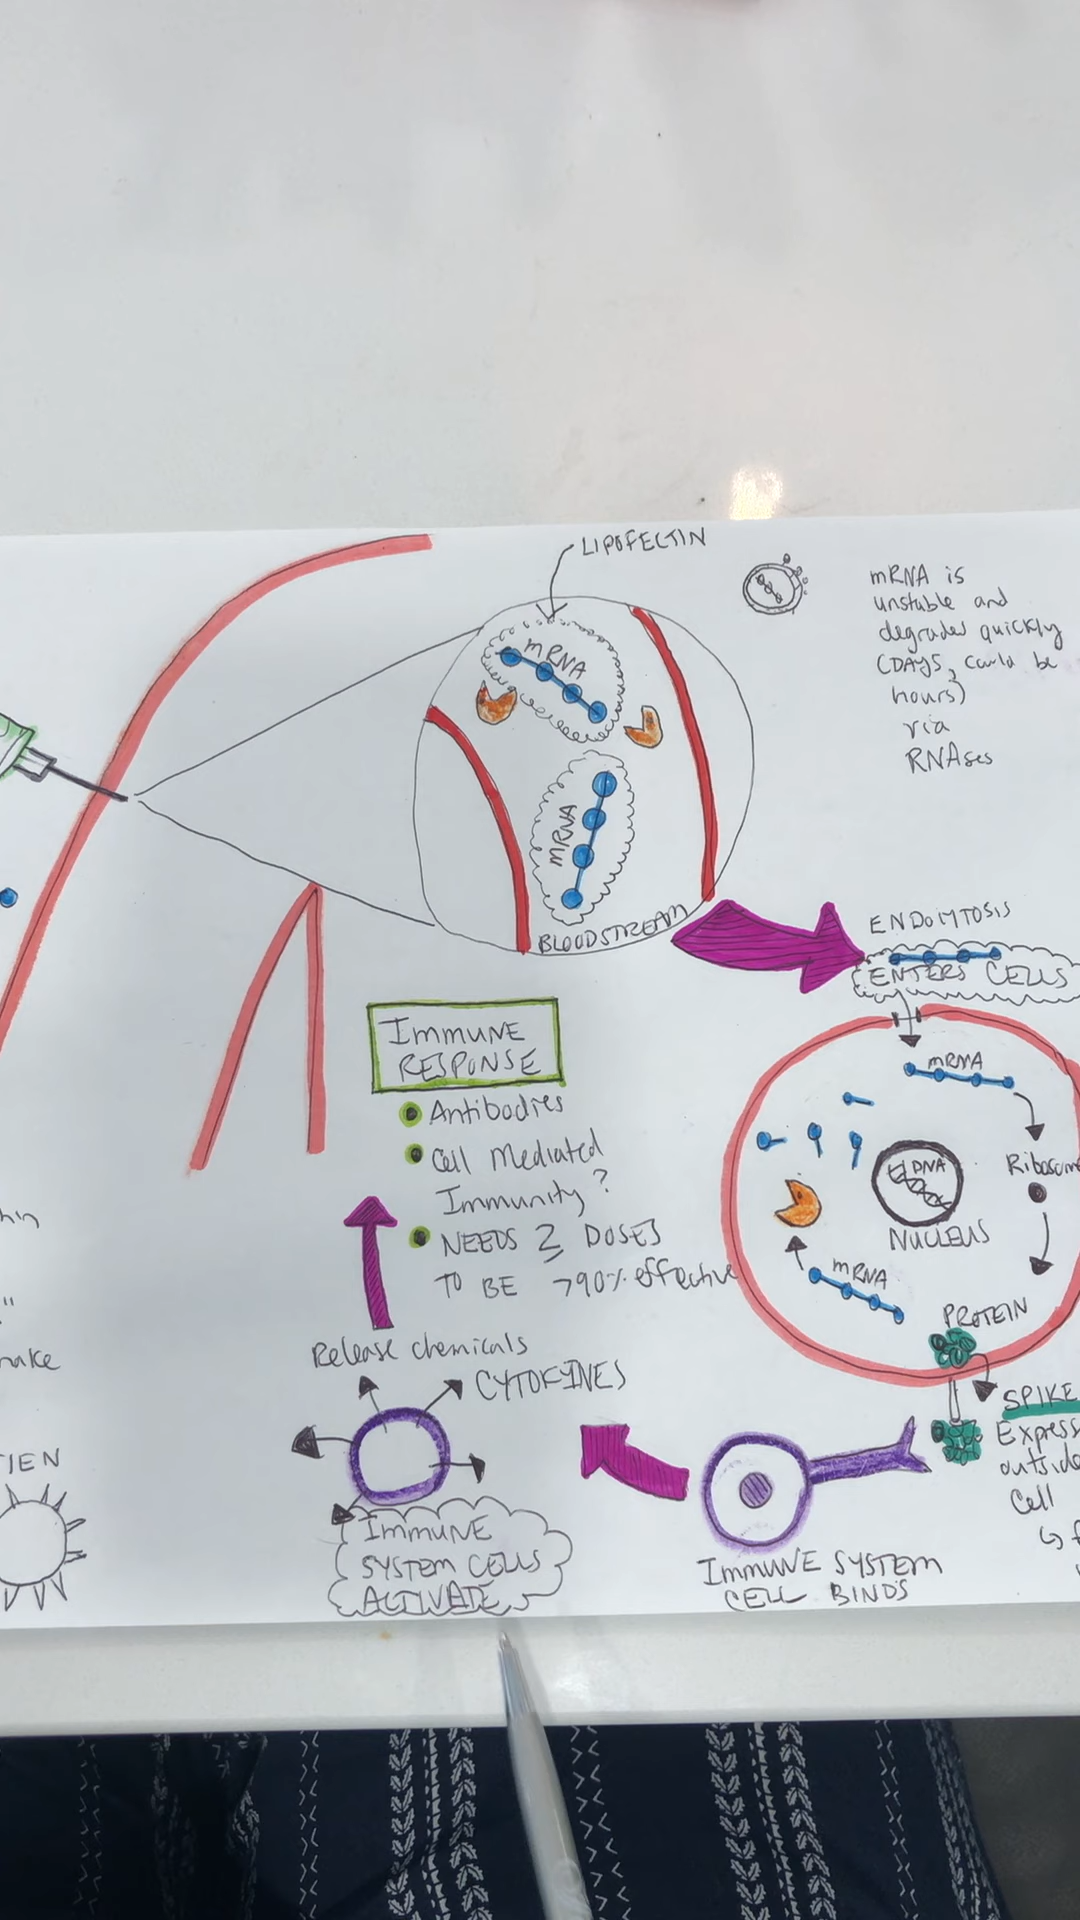 LIPOFECTIN
mRNA is
unstable and
degrades quickly
(DAYS, could be
hours)
via
RNAses
mRNA
mRNA
BLOODSTREAM
ENDOCYTOSIS
ENTERS CELLS
mRNA
DNA
NUCLEUS
mRNA
PROTEIN
SPIKE
outside
Cell
IMMUNE
RESPONSE
Antibodies
Cell Mediated
Immunity?
NEEDS 2 DOSES
TO BE >90% effective
Release chemicals
CYTOKINES
IMMUNE
SYSTEM CELLS
ACTIVATE
IMMUNE SYSTEM
CELL BINDS